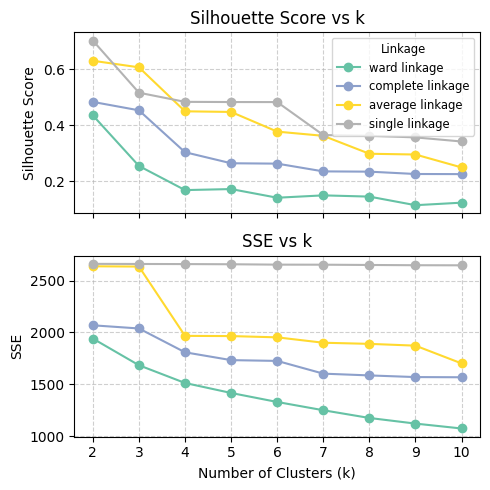 Silhouette Score vs k
Silhouette Score
0.6
0.4
0.2
Linkage
ward linkage
complete linkage
average linkage
single linkage
SSE vs k
SSE
2500
2000
1500
1000
2 3 4 5 6 7 8 9 10
Number of Clusters (k)